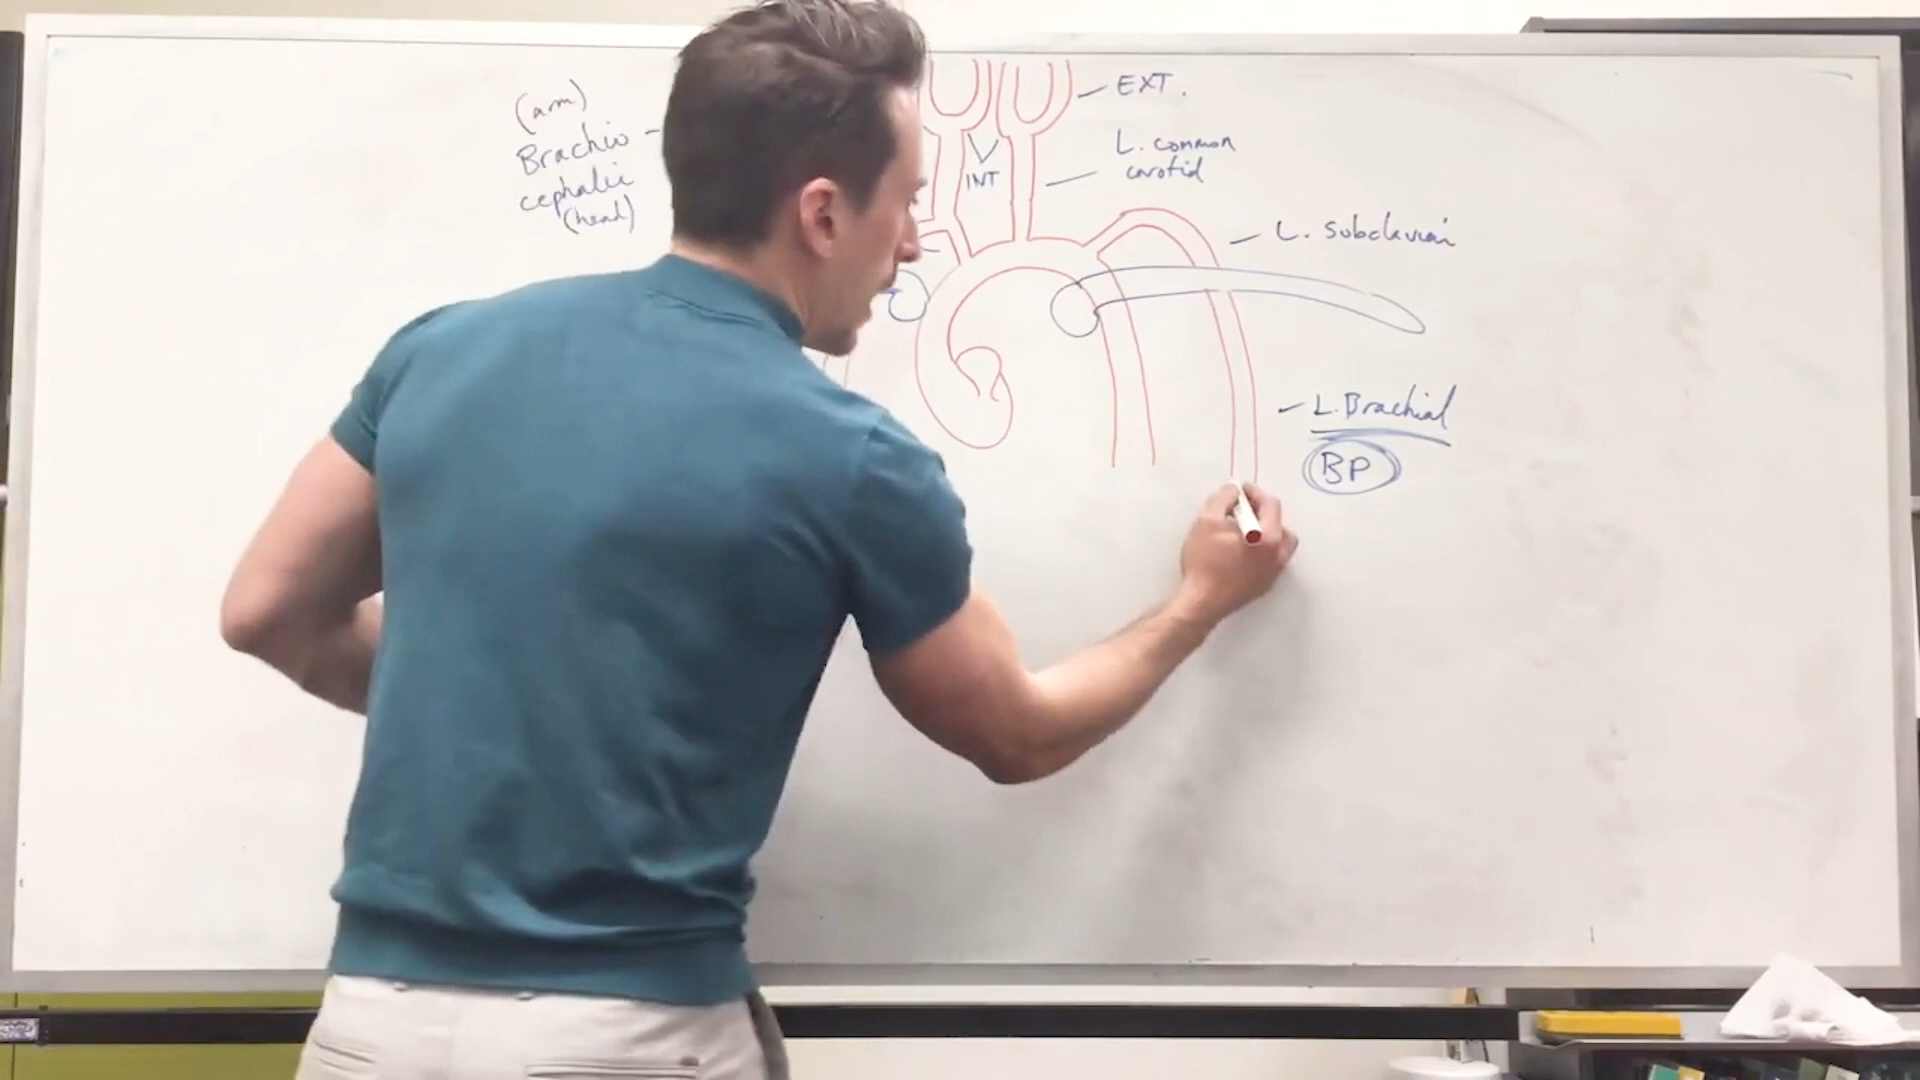 (arm)
Brachio
cephalic
(head)
EXT.
INT
L. common
carotid
L. Subclavian
L. Brachial
BP